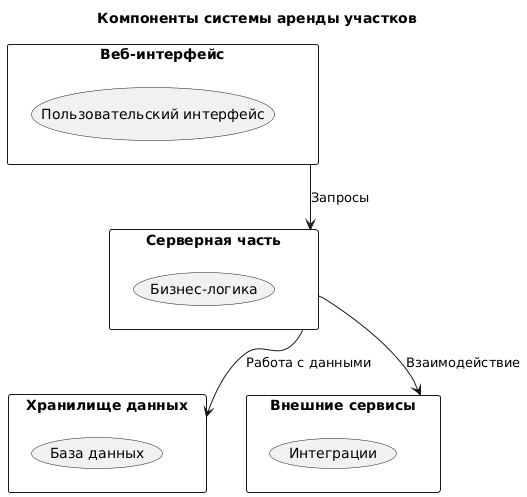 Компоненты системы аренды участков
Веб-интерфейс
Пользовательский интерфейс
Запросы
Серверная часть
Бизнес-логика
Работа с данными
Взаимодействие
Хранилище данных
База данных
Внешние сервисы
Интеграции